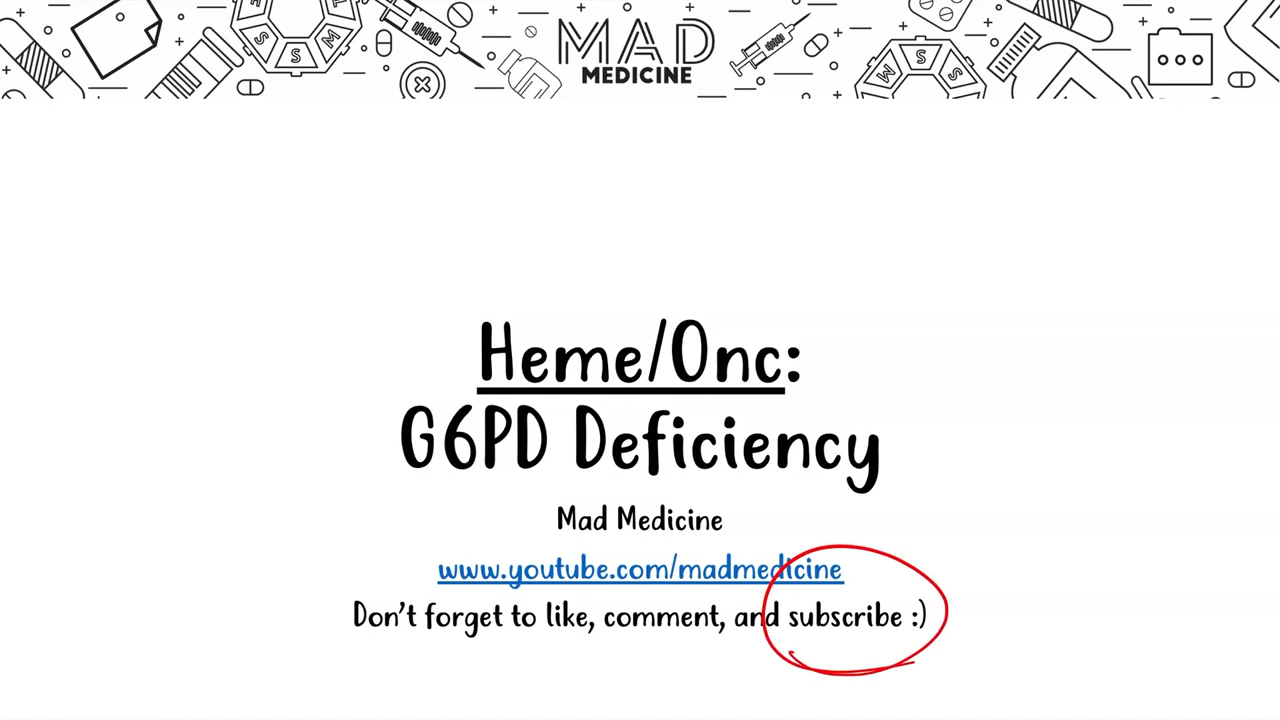 MAD
MEDICINE
Heme/Onc:
G6PD Deficiency
Mad Medicine
www.youtube.com/madmedicine
Don't forget to like, comment, and subscribe :)